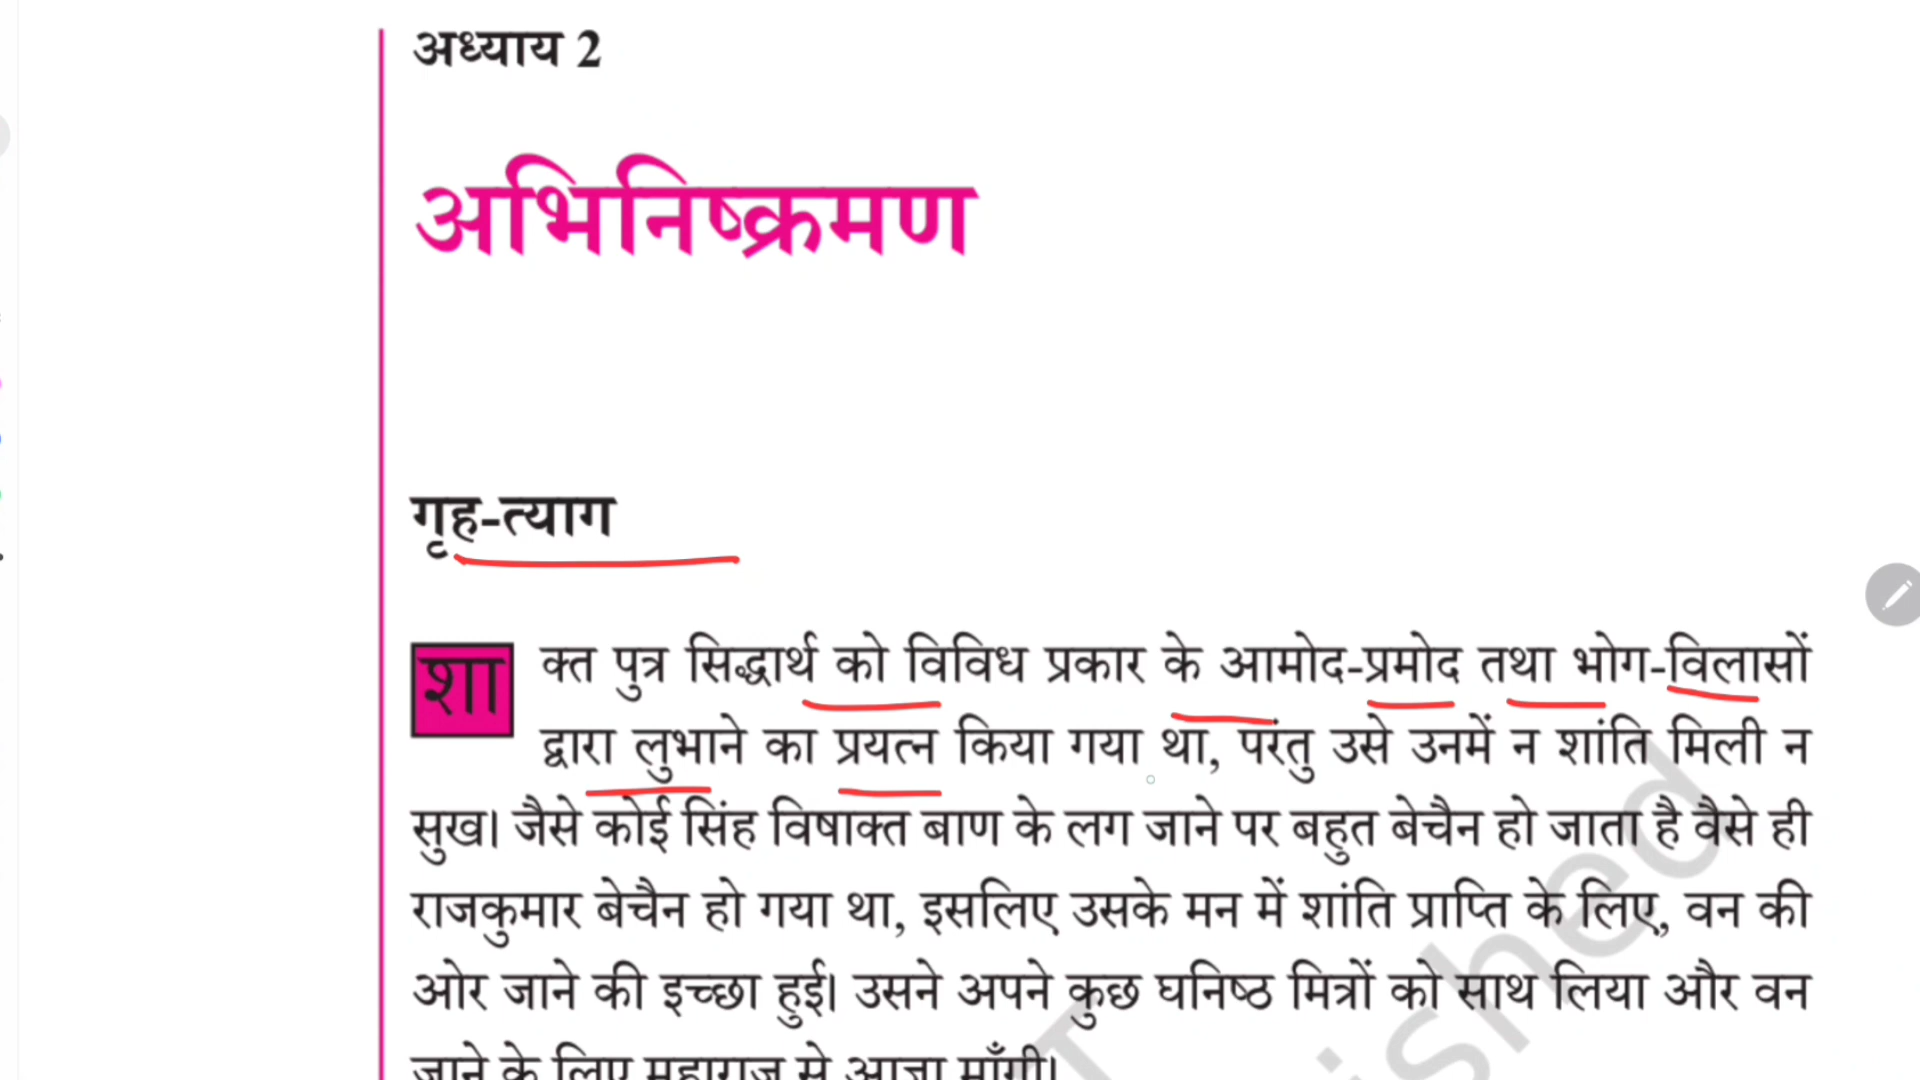 अध्याय 2
अभिनिष्क्रमण
गृह-त्याग
शाक्त पुत्र सिद्धार्थ को विविध प्रकार के आमोद-प्रमोद तथा भोग-विलासों
द्वारा लुभाने का प्रयत्न किया गया था, परंतु उसे उनमें न शांति मिली न
सुख। जैसे कोई सिंह विषाक्त बाण के लग जाने पर बहुत बेचैन हो जाता है वैसे ही
राजकुमार बेचैन हो गया था, इसलिए उसके मन में शांति प्राप्ति के लिए, वन की
ओर जाने की इच्छा हुई। उसने अपने कुछ घनिष्ठ मित्रों को साथ लिया और वन
जाने के लिए महाराज से आज्ञा माँगी।